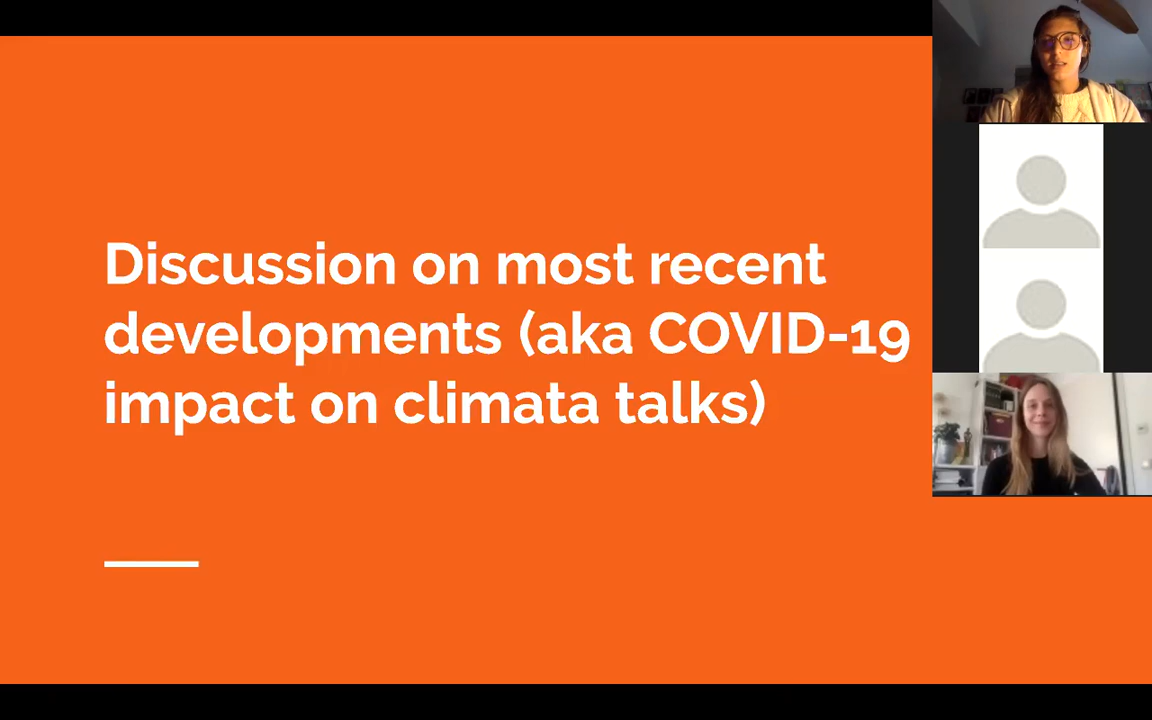 Discussion on most recent
developments (aka COVID-19
impact on climata talks)